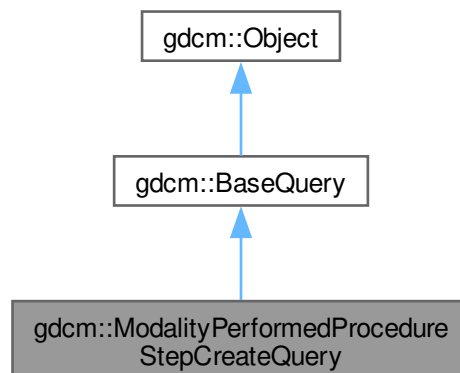 gdcm::Object
gdcm::BaseQuery
gdcm::ModalityPerformedProcedure
StepCreateQuery